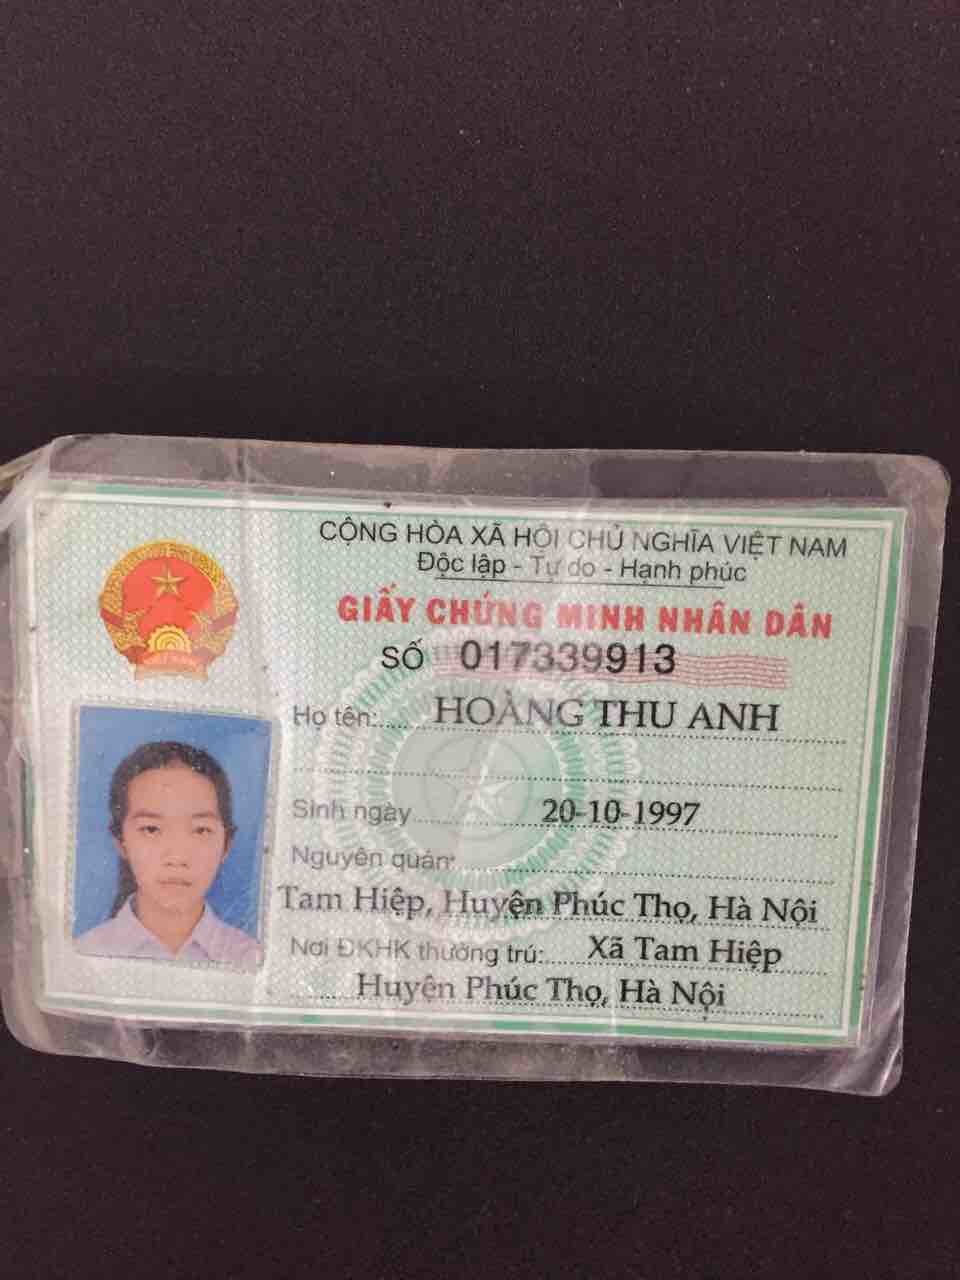 CỘNG HÒA XÃ HỘI CHỦ NGHĨA VIỆT NAM
Độc lập - Tự do - Hạnh phúc
GIẤY CHỨNG MINH NHÂN DÂN
SỐ 017339913
Họ tên: HOÀNG THU ANH
Sinh ngày 20-10-1997
Nguyên quán:
Tam Hiệp, Huyện Phúc Thọ, Hà Nội
Nơi ĐKHK thường trú: Xã Tam Hiệp
Huyện Phúc Thọ, Hà Nội